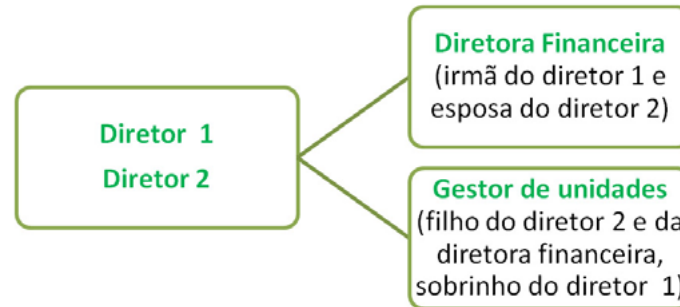 Diretor 1
Diretor 2
Diretora Financeira
(irmã do diretor 1 e
esposa do diretor 2)
Gestor de unidades
(filho do diretor 2 e da
diretora financeira,
sobrinho do diretor 1)